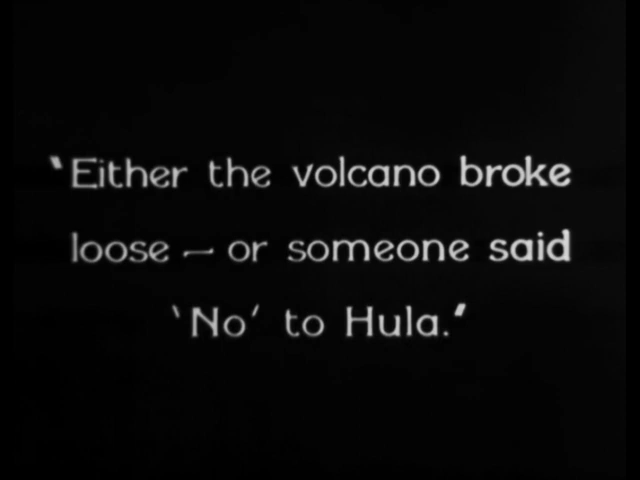 "Either the volcano broke
loose — or someone said
'No' to Hula."